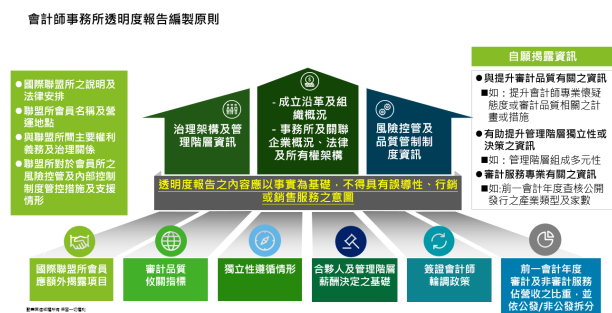 會計師事務所透明度報告編製原則
●國際聯盟所之說明及
法律安排
●聯盟所會員名稱及營
運地點
●與聯盟所間主要權利
義務及治理關係
●聯盟所對於會員所之
風險控管及內部控制
制度管控措施及支援
情形
治理架構及管
理階層資訊
- 成立沿革及組
織概況
- 事務所及關聯
企業概況、法律
及所有權架構
風險控管及
品質管制制
度資訊
透明度報告之內容應以事實為基礎，不得具有誤導性、行銷
或銷售服務之意圖
自願揭露資訊
●與提升審計品質有關之資訊
■如：提升會計師專業懷疑
態度或審計品質相關之計
畫或措施
●有助提升管理階層獨立性或
決策之資訊
■如：管理階層組成多元性
●審計服務專業有關之資訊
■如:前一會計年度查核公開
發行之產業類型及家數
國際聯盟所會員
應額外揭露項目
審計品質
攸關指標
獨立性遵循情形
合夥人及管理階層
薪酬決定之基礎
簽證會計師
輪調政策
前一會計年度
審計及非審計服務
佔營收之比重，並
依公發/非公發拆分